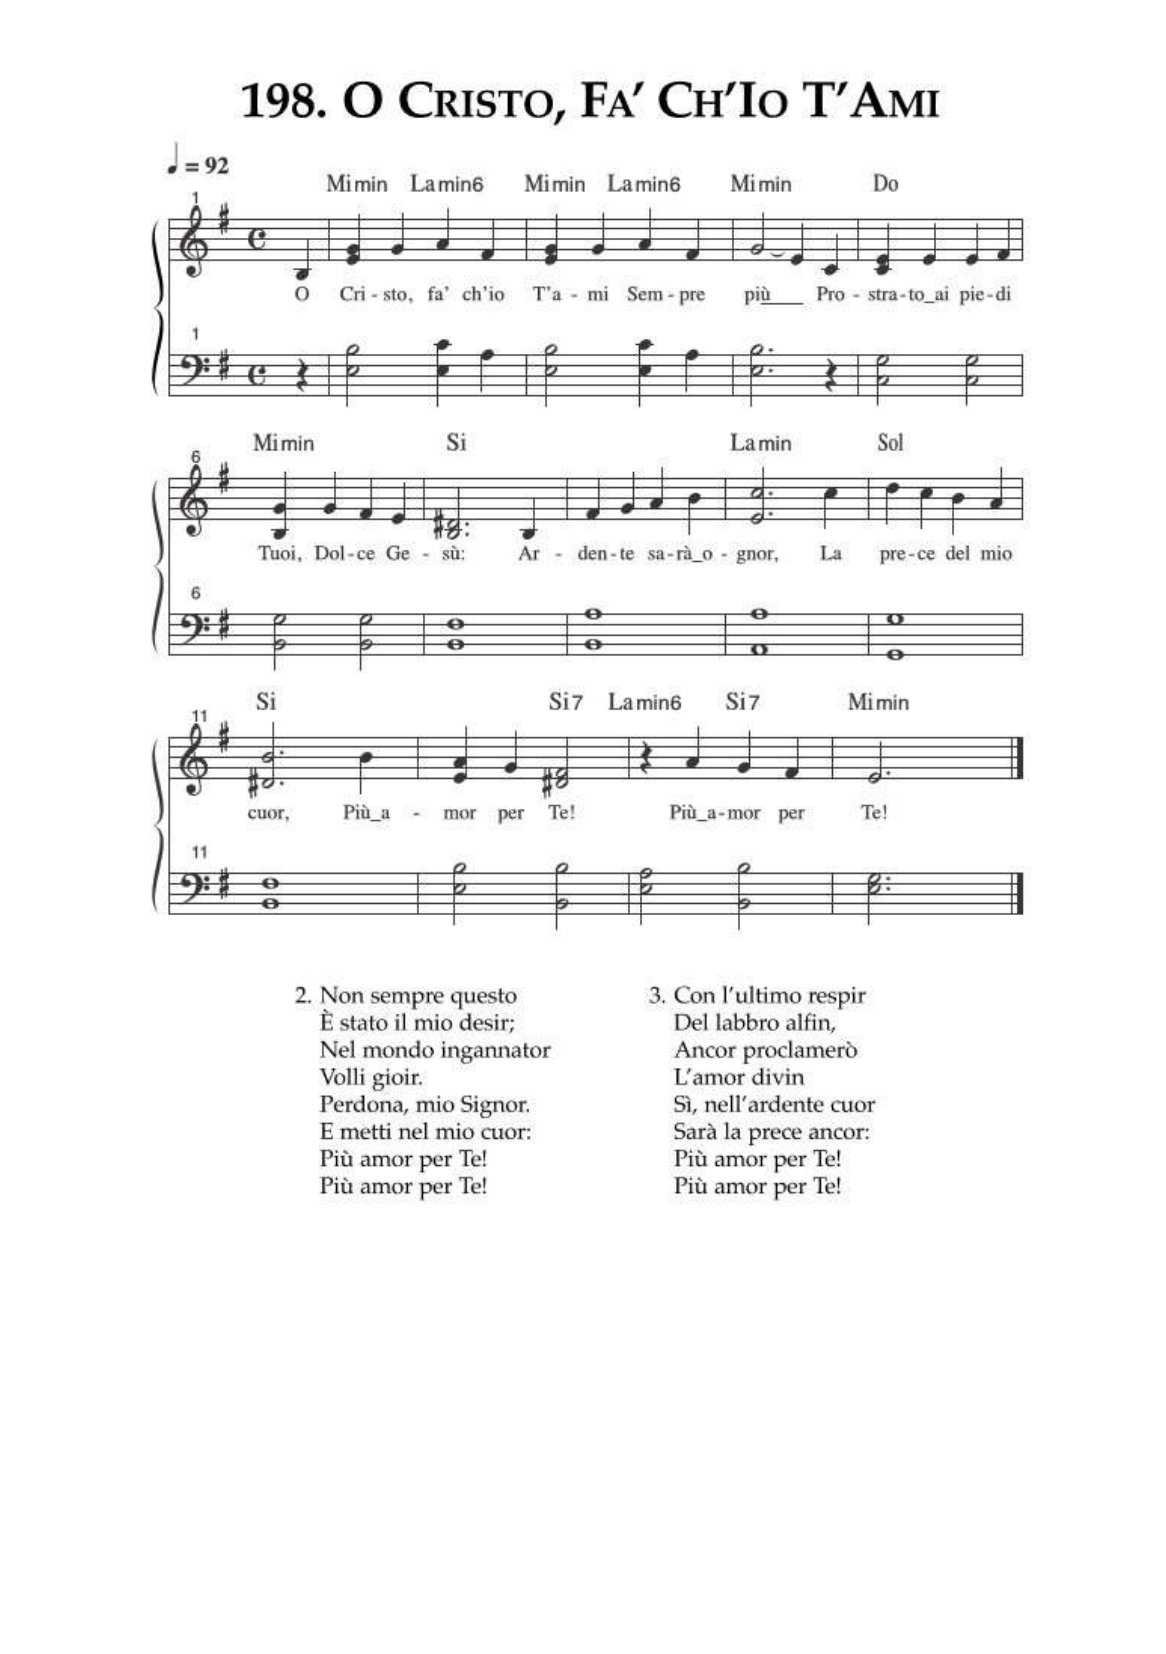 198. O CRISTO, FA' CH'IO T'AMI
♩ = 92
Mimin Lamin6 Mimin Lamin6 Mimin Do
1
O Cri - sto, fa' ch'io T'a - mi Sem - pre più___ Pro - stra-to_ai pie-di
1
Mimin Si Lamin Sol
6
Tuoi, Dol-ce Ge - sù: Ar - den-te sa-rà_o - gnor, La pre-ce del mio
6
Si Si7 Lamin6 Si7 Mimin
11
cuor, Più_a - mor per Te! Più_a-mor per Te!
11
2. Non sempre questo
È stato il mio desir;
Nel mondo ingannator
Volli gioir.
Perdona, mio Signor.
E metti nel mio cuor:
Più amor per Te!
Più amor per Te!
3. Con l'ultimo respir
Del labbro alfin,
Ancor proclamerò
L'amor divin
Sì, nell'ardente cuor
Sarà la prece ancor:
Più amor per Te!
Più amor per Te!